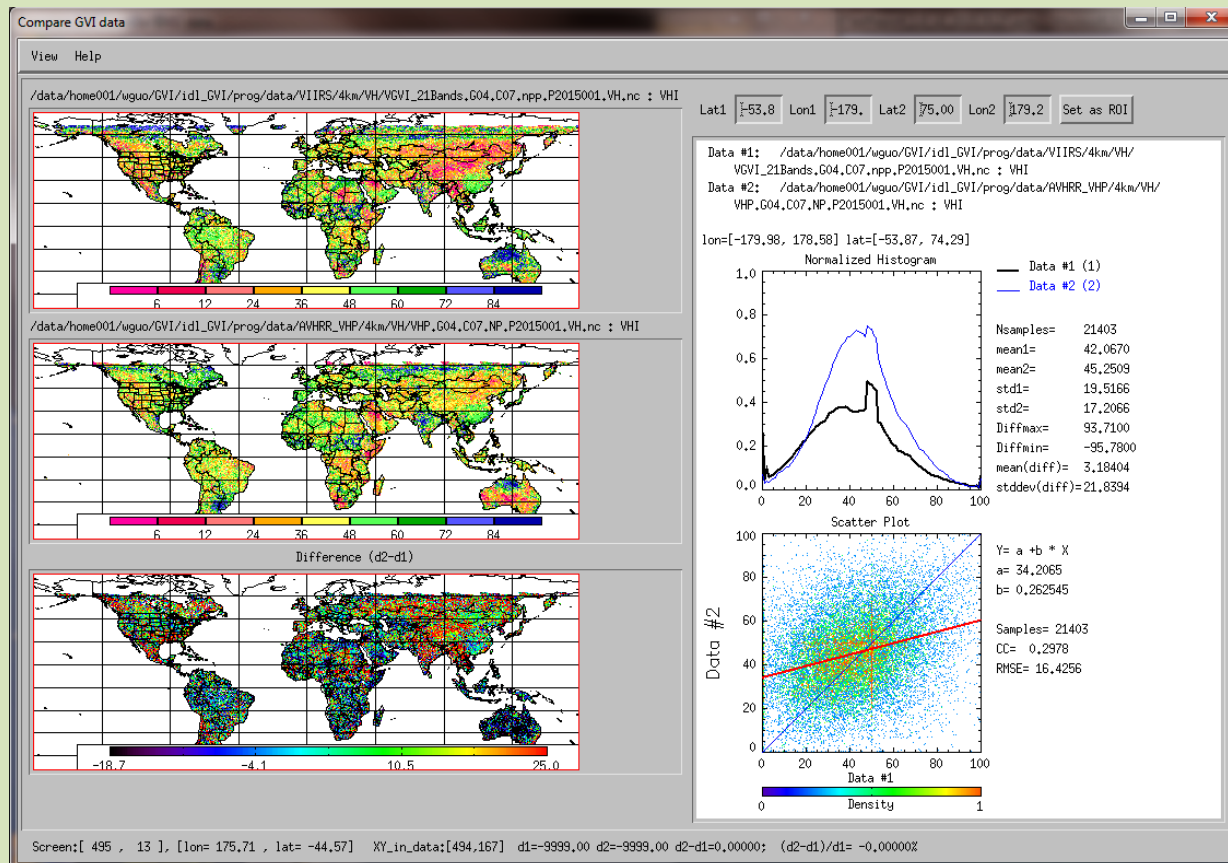 Compare GVI data
View Help
/data/home001/wguo/GVI/idl_GVI/prog/data/VIIRS/4km/VH/VGVI_21Bands.G04.C07.npp.P2015001.VH.nc : VHI
6 12 24 36 48 60 72 84
/data/home001/wguo/GVI/idl_GVI/prog/data/AVHRR_VHP/4km/VH/VHP.G04.C07.NP.P2015001.VH.nc : VHI
6 12 24 36 48 60 72 84
Difference (d2-d1)
-18.7 -4.1 10.5 25.0
Lat1 -53.8 Lon1 -179. Lat2 75.00 Lon2 179.2 Set as ROI
Data #1: /data/home001/wguo/GVI/idl_GVI/prog/data/VIIRS/4km/VH/
VGVI_21Bands.G04.C07.npp.P2015001.VH.nc : VHI
Data #2: /data/home001/wguo/GVI/idl_GVI/prog/data/AVHRR_VHP/4km/VH/
VHP.G04.C07.NP.P2015001.VH.nc : VHI
lon=[-179.98, 178.58] lat=[-53.87, 74.29]
Normalized Histogram
1.0
0.8
0.6
0.4
0.2
0.0
0 20 40 60 80 100
Data #1 (1)
Data #2 (2)
Nsamples= 21403
mean1= 42.0670
mean2= 45.2509
std1= 19.5166
std2= 17.2066
Diffmax= 93.7100
Diffmin= -95.7800
mean(diff)= 3.18404
stddev(diff)=21.8394
Scatter Plot
100
80
60
40
20
0
Data #2
0 20 40 60 80 100
Data #1
0 Density 1
Y= a +b * X
a= 34.2065
b= 0.262545
Samples= 21403
CC= 0.2978
RMSE= 16.4256
Screen:[ 495 , 13 ], [lon= 175.71 , lat= -44.57] XY_in_data:[494,167] d1=-9999.00 d2=-9999.00 d2-d1=0.00000; (d2-d1)/d1= -0.00000%